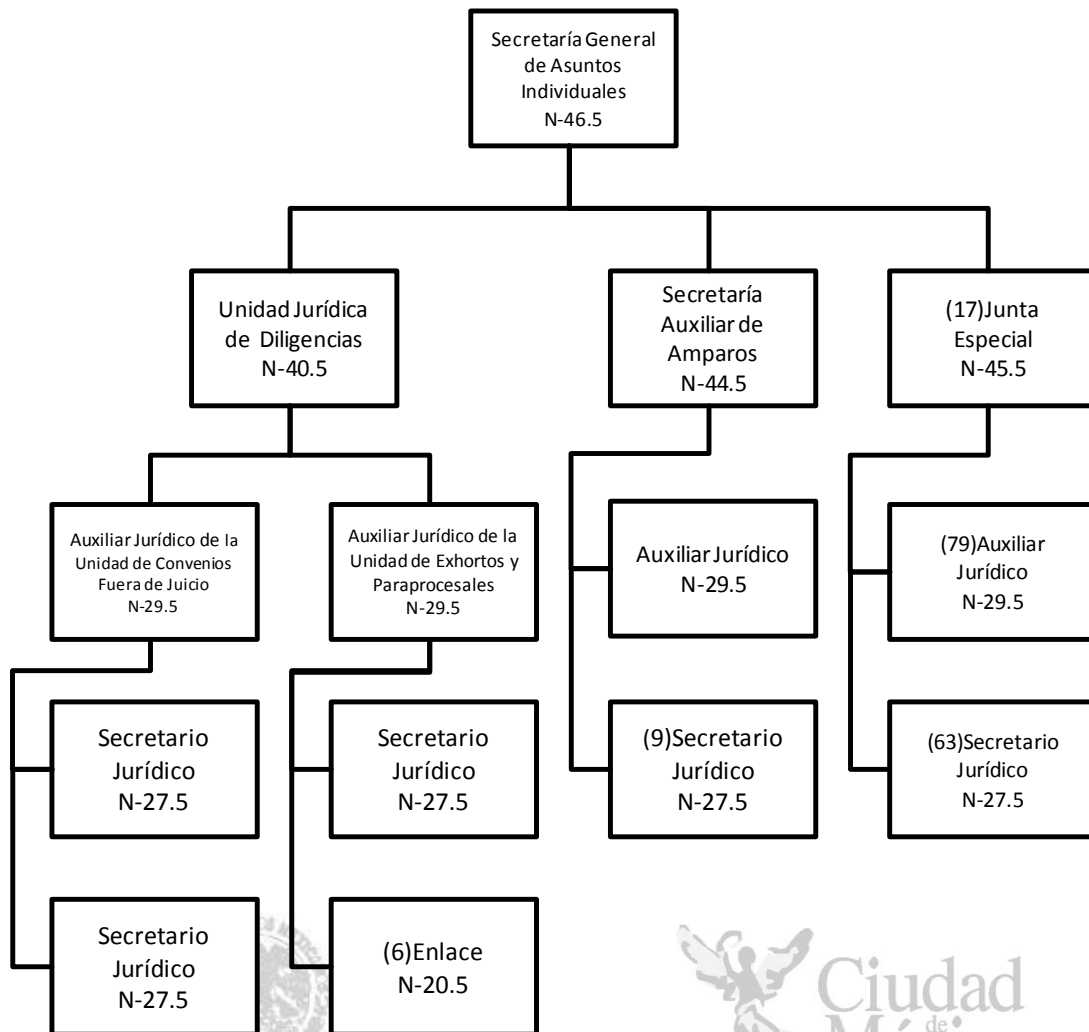 Secretaría General
de Asuntos
Individuales
N-46.5
Unidad Jurídica
de Diligencias
N-40.5
Secretaría
Auxiliar de
Amparos
N-44.5
(17)Junta
Especial
N-45.5
Auxiliar Jurídico de la
Unidad de Convenios
Fuera de Juicio
N-29.5
Auxiliar Jurídico de la
Unidad de Exhortos y
Paraprocesales
N-29.5
Auxiliar Jurídico
N-29.5
(79)Auxiliar
Jurídico
N-29.5
Secretario
Jurídico
N-27.5
Secretario
Jurídico
N-27.5
(9)Secretario
Jurídico
N-27.5
(63)Secretario
Jurídico
N-27.5
Secretario
Jurídico
N-27.5
(6)Enlace
N-20.5
Ciudad
de